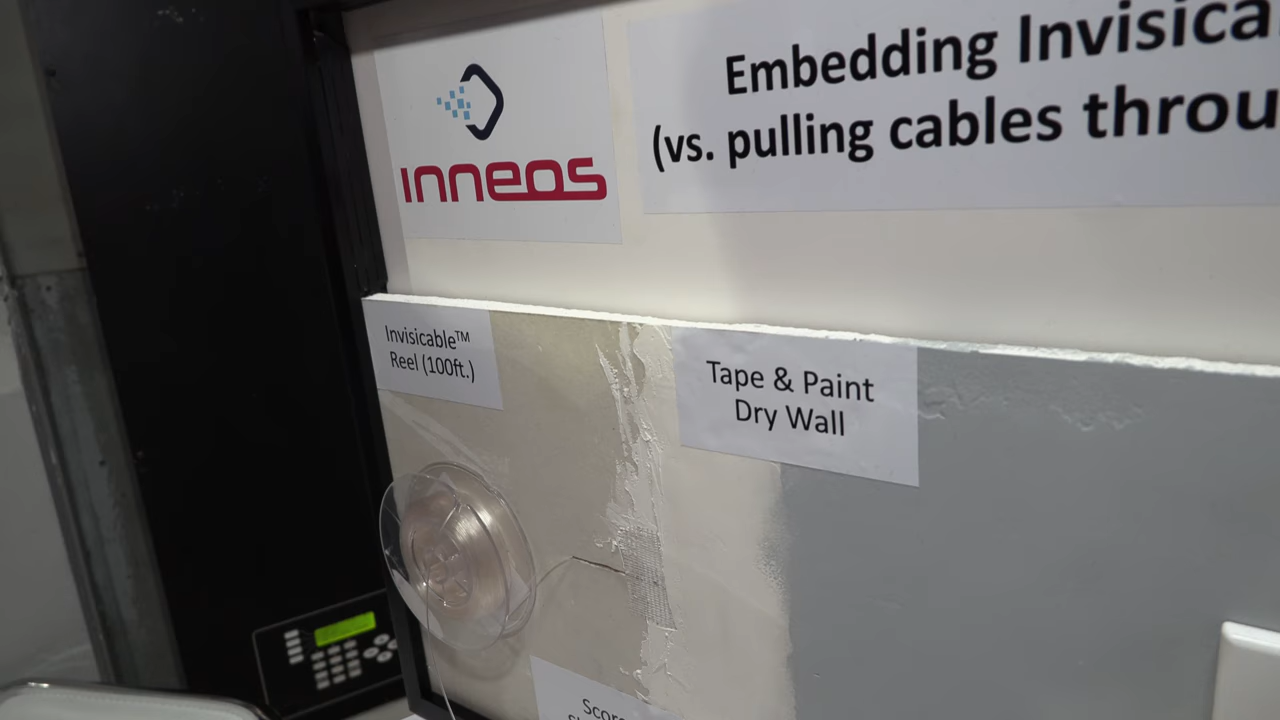 inneos
Embedding Invisica
(vs. pulling cables throu
Invisicable™
Reel (100ft.)
Tape & Paint
Dry Wall